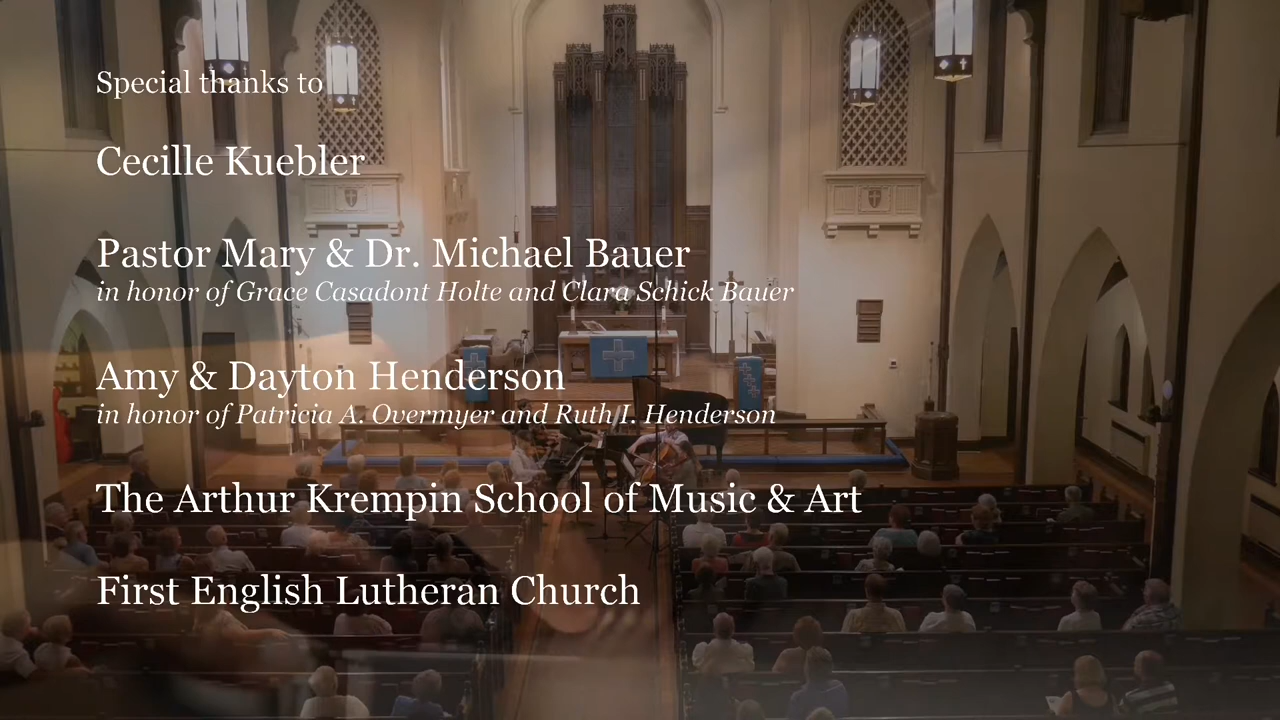 Special thanks to
Cecille Kuebler
Pastor Mary & Dr. Michael Bauer
in honor of Grace Casadont Holte and Clara Schick Bauer
Amy & Dayton Henderson
in honor of Patricia A. Overmyer and Ruth I. Henderson
The Arthur Krempin School of Music & Art
First English Lutheran Church